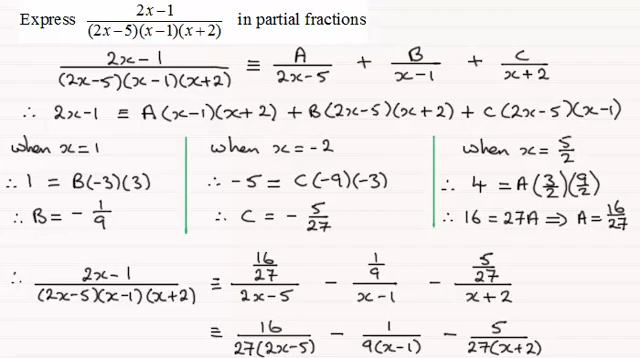 Express (2x−1)/((2x−5)(x−1)(x+2)) in partial fractions
(2x−1)/((2x−5)(x−1)(x+2)) ≡ A/(2x−5) + B/(x−1) + C/(x+2)
∴ 2x−1 ≡ A(x−1)(x+2) + B(2x−5)(x+2) + C(2x−5)(x−1)
when x=1
∴ 1 = B(−3)(3)
∴ B = −1/9
when x=−2
∴ −5 = C(−9)(−3)
∴ C = −5/27
when x=5/2
∴ 4 = A(3/2)(9/2)
∴ 16 = 27A ⟹ A = 16/27
∴ (2x−1)/((2x−5)(x−1)(x+2)) ≡ (16/27)/(2x−5) − (1/9)/(x−1) − (5/27)/(x+2)
≡ 16/(27(2x−5)) − 1/(9(x−1)) − 5/(27(x+2))